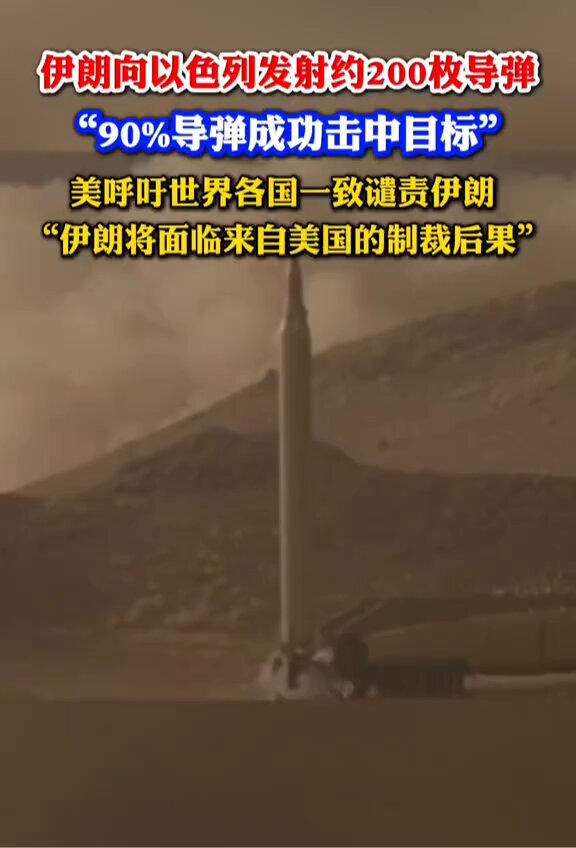 伊朗向以色列发射约200枚导弹
“90%导弹成功击中目标”
美呼吁世界各国一致谴责伊朗
“伊朗将面临来自美国的制裁后果”